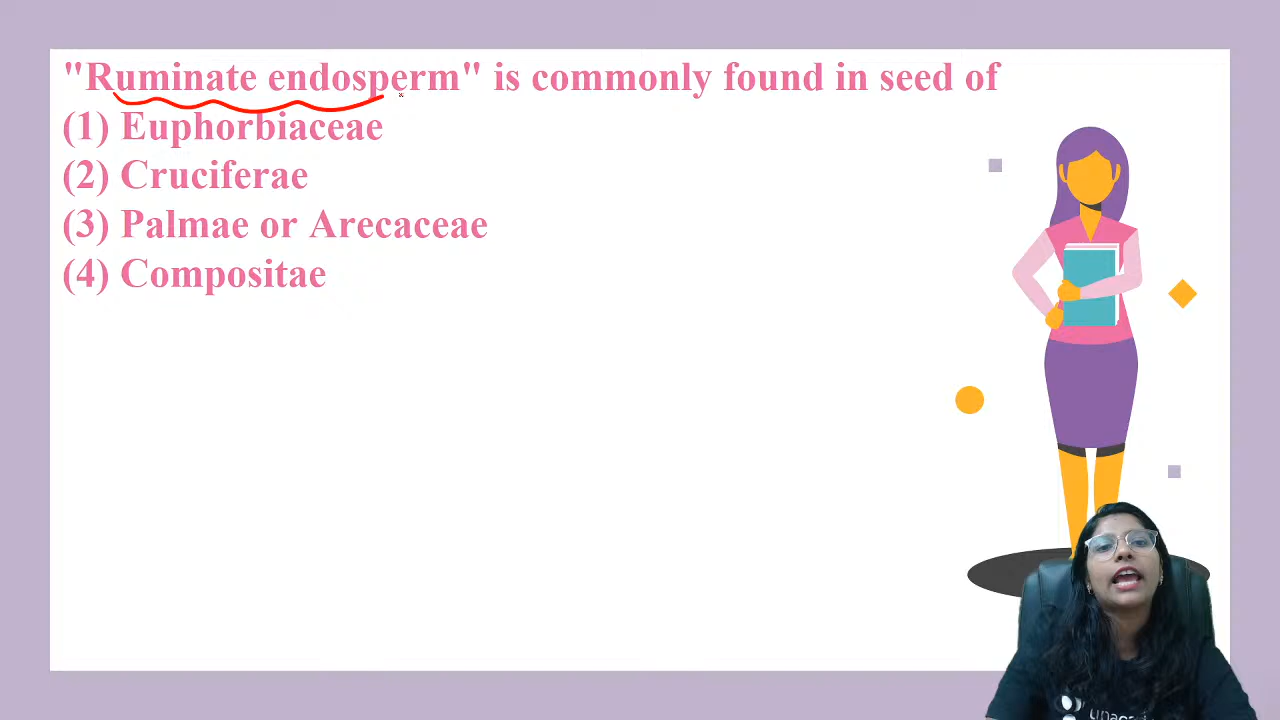 "Ruminate endosperm" is commonly found in seed of
(1) Euphorbiaceae
(2) Cruciferae
(3) Palmae or Arecaceae
(4) Compositae